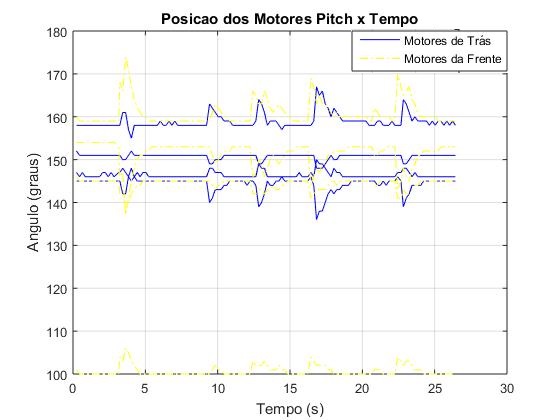 Posicao dos Motores Pitch x Tempo
Motores de Trás
Motores da Frente
180
170
160
150
140
130
120
110
100
Angulo (graus)
0 5 10 15 20 25 30
Tempo (s)